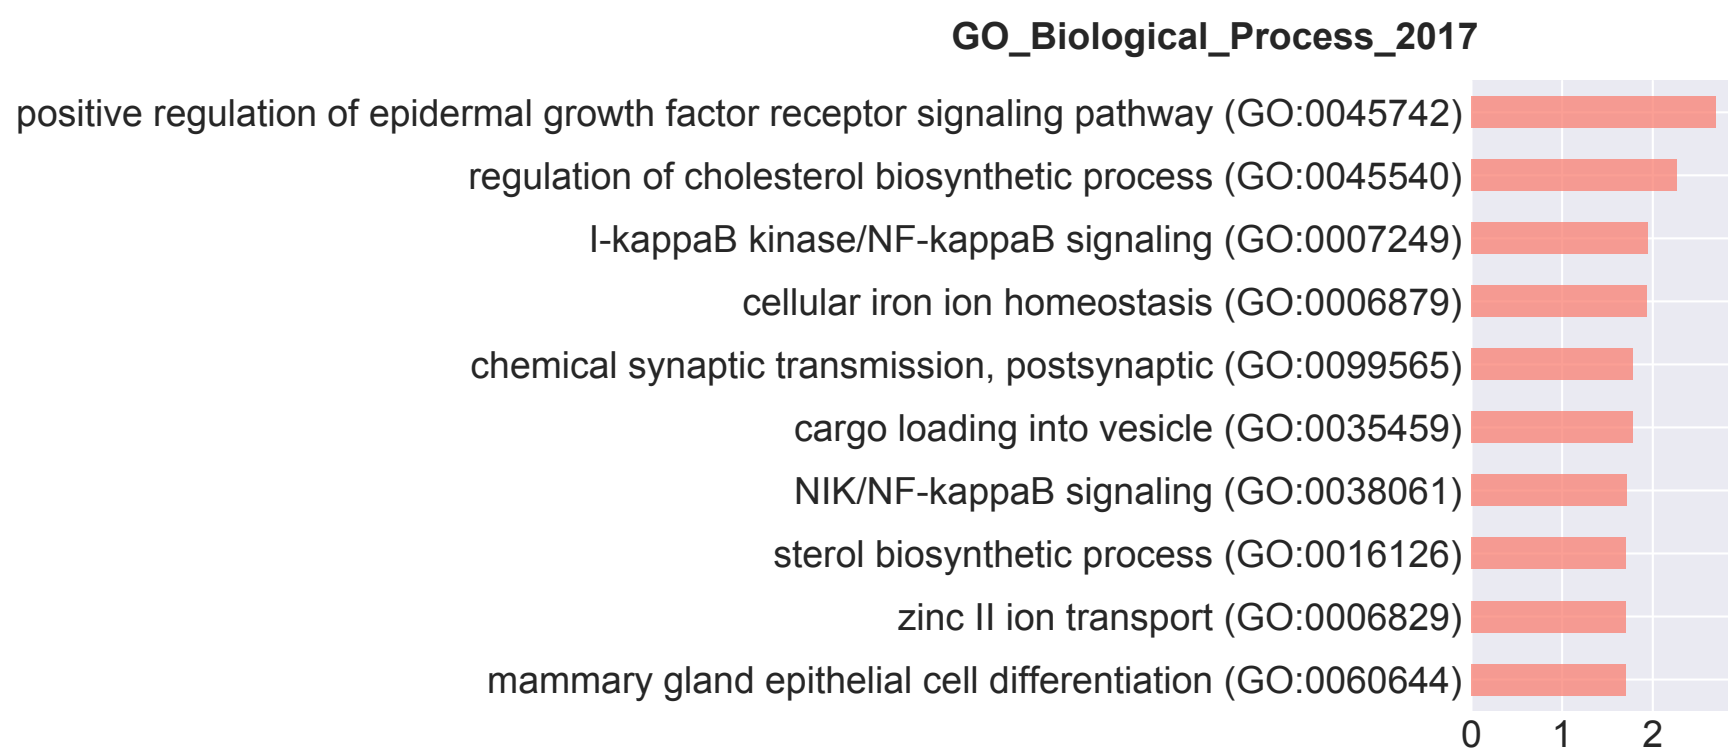 GO_Biological_Process_2017
positive regulation of epidermal growth factor receptor signaling pathway (GO:0045742)
regulation of cholesterol biosynthetic process (GO:0045540)
I-kappaB kinase/NF-kappaB signaling (GO:0007249)
cellular iron ion homeostasis (GO:0006879)
chemical synaptic transmission, postsynaptic (GO:0099565)
cargo loading into vesicle (GO:0035459)
NIK/NF-kappaB signaling (GO:0038061)
sterol biosynthetic process (GO:0016126)
zinc II ion transport (GO:0006829)
mammary gland epithelial cell differentiation (GO:0060644)
0 1 2